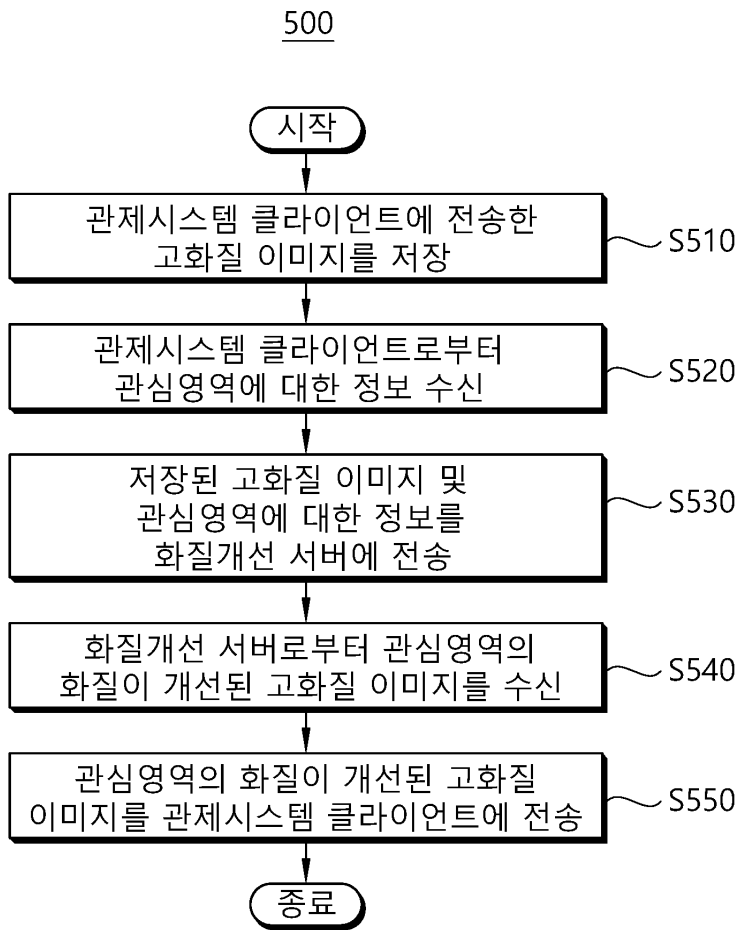 500
시작
관제시스템 클라이언트에 전송한
고화질 이미지를 저장
S510
관제시스템 클라이언트로부터
관심영역에 대한 정보 수신
S520
저장된 고화질 이미지 및
관심영역에 대한 정보를
화질개선 서버에 전송
S530
화질개선 서버로부터 관심영역의
화질이 개선된 고화질 이미지를 수신
S540
관심영역의 화질이 개선된 고화질
이미지를 관제시스템 클라이언트에 전송
S550
종료